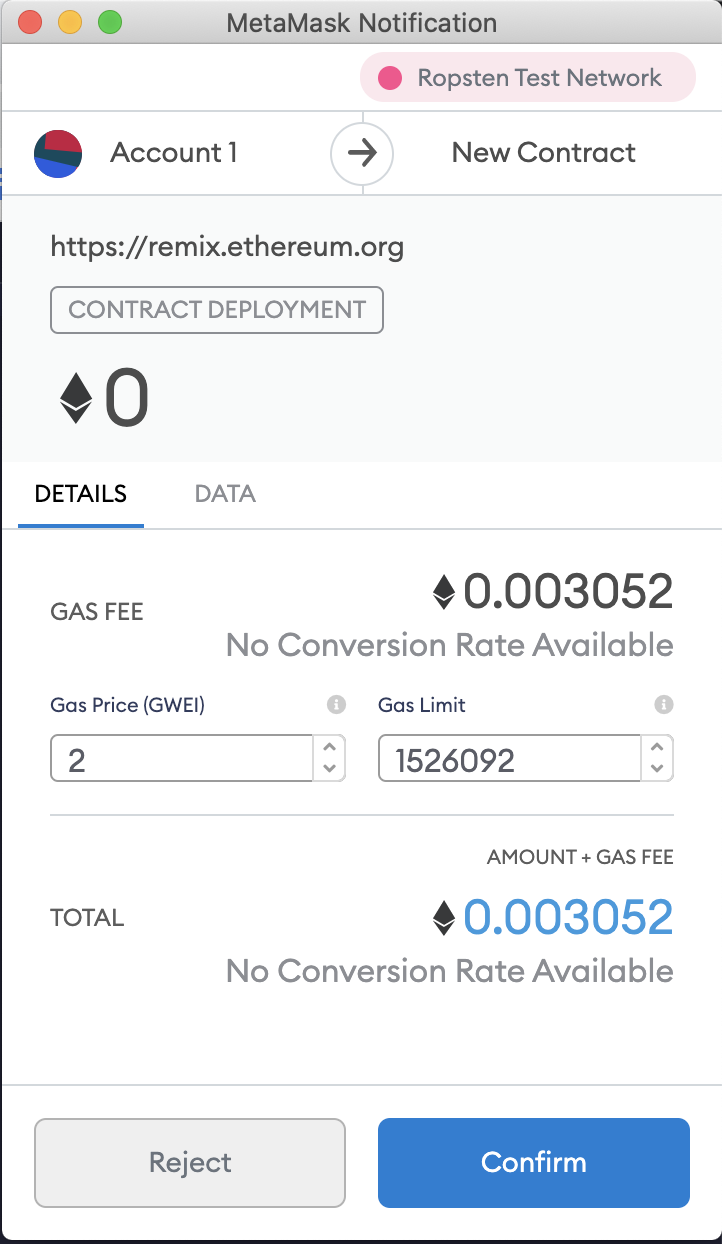 MetaMask Notification
Ropsten Test Network
Account 1
New Contract
https://remix.ethereum.org
CONTRACT DEPLOYMENT
0
DETAILS
DATA
GAS FEE
0.003052
No Conversion Rate Available
Gas Price (GWEI)
Gas Limit
2
1526092
AMOUNT + GAS FEE
TOTAL
0.003052
No Conversion Rate Available
Reject
Confirm